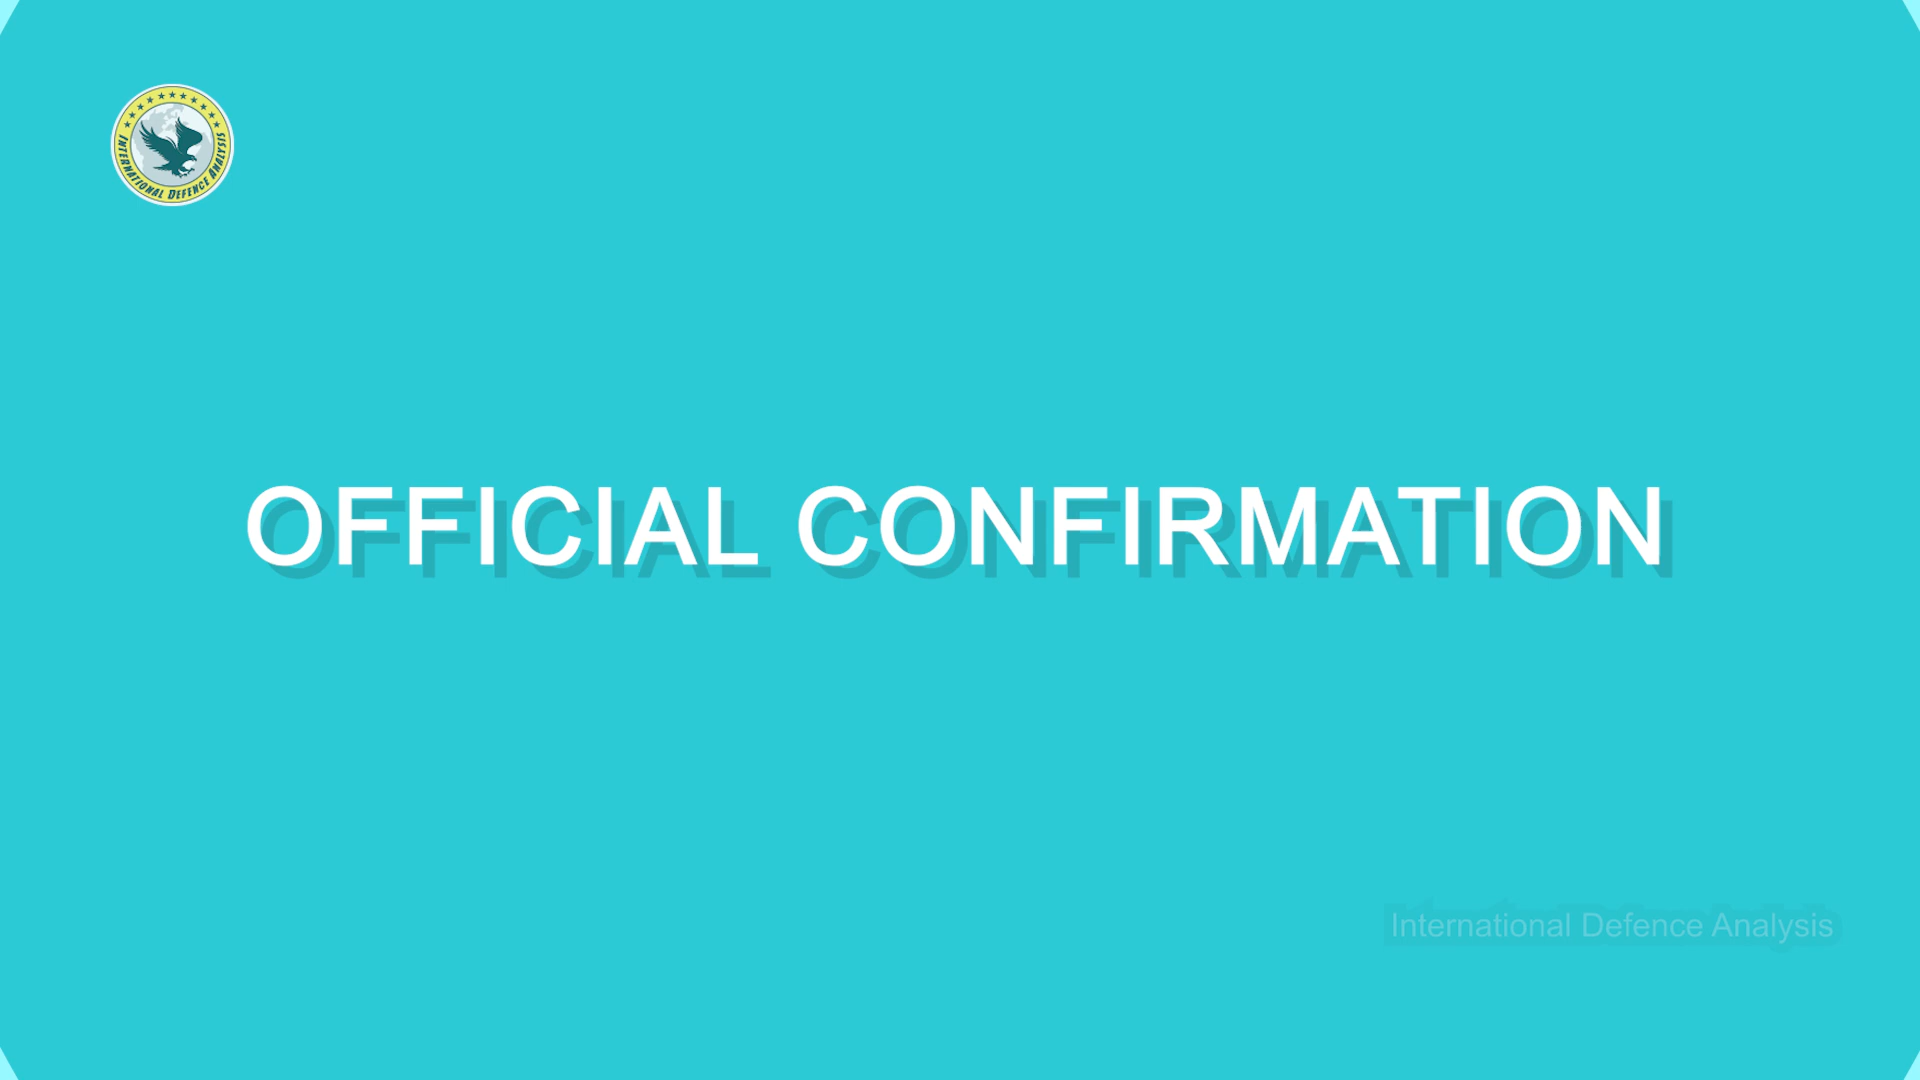 INTERNATIONAL DEFENCE ANALYSIS
OFFICIAL CONFIRMATION
International Defence Analysis